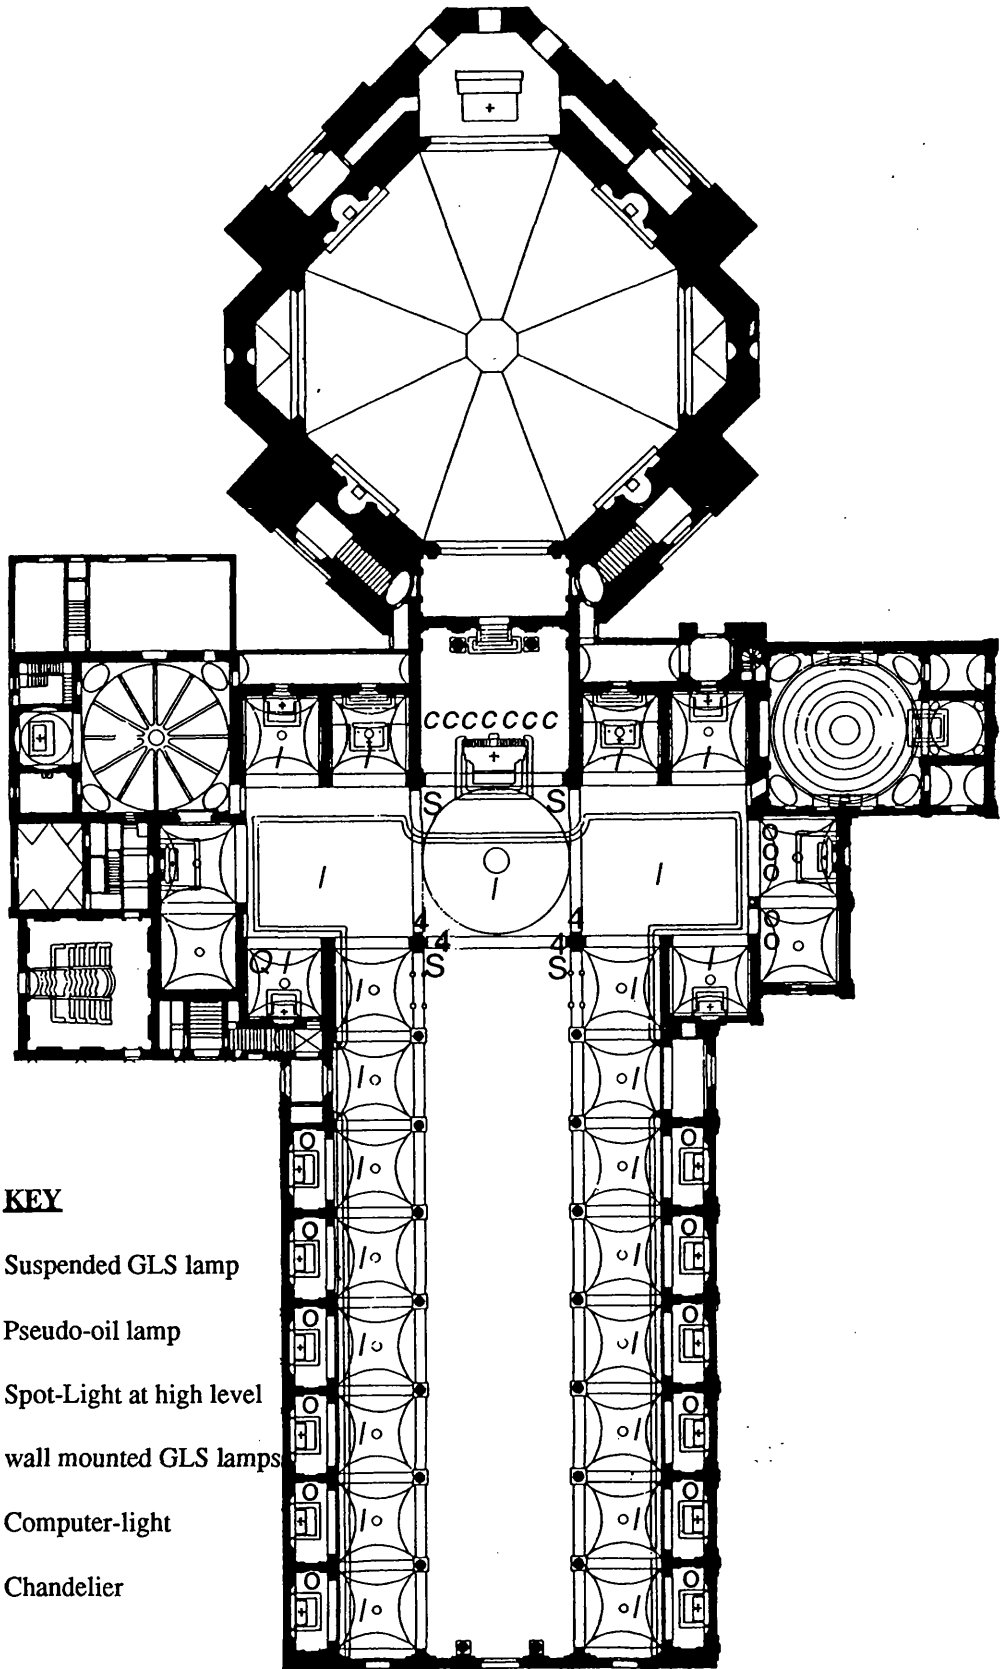 CCCCCCC
I I I I
S S
I I I
O
O
O
O
O
4 4
4 4
S S
Q I I
I I
I I
O I I O
O I I O
O I I O
O I I O
O I I O
O I I O
KEY
Suspended GLS lamp
Pseudo-oil lamp
Spot-Light at high level
wall mounted GLS lamps
Computer-light
Chandelier